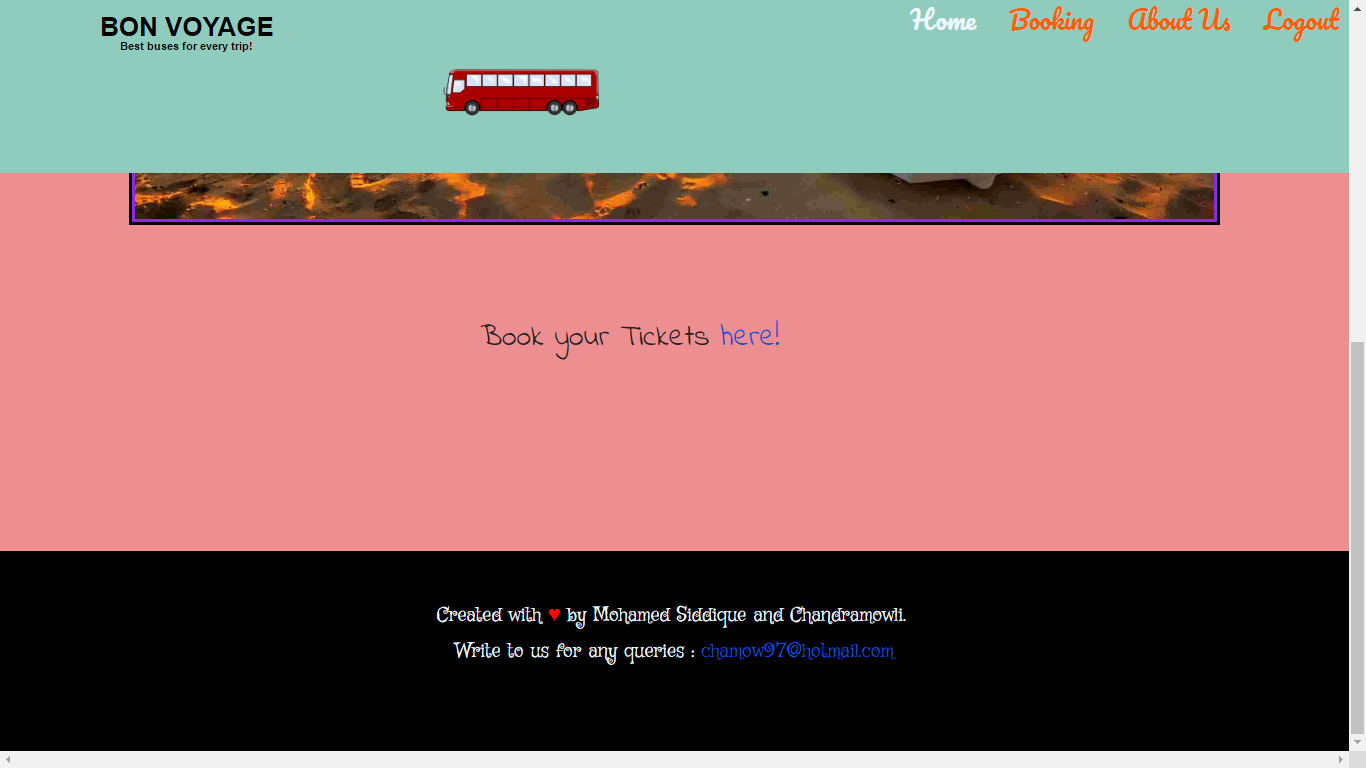 BON VOYAGE
Best buses for every trip!
Home Booking About Us Logout
Book your Tickets here!
Created with ♥ by Mohamed Siddique and Chandramowli.
Write to us for any queries : chamow97@hotmail.com